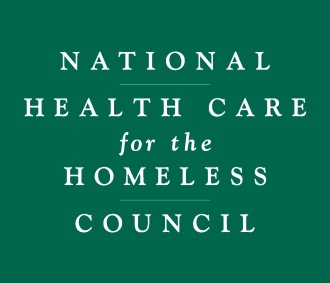 NATIONAL
HEALTH CARE
for the
HOMELESS
COUNCIL